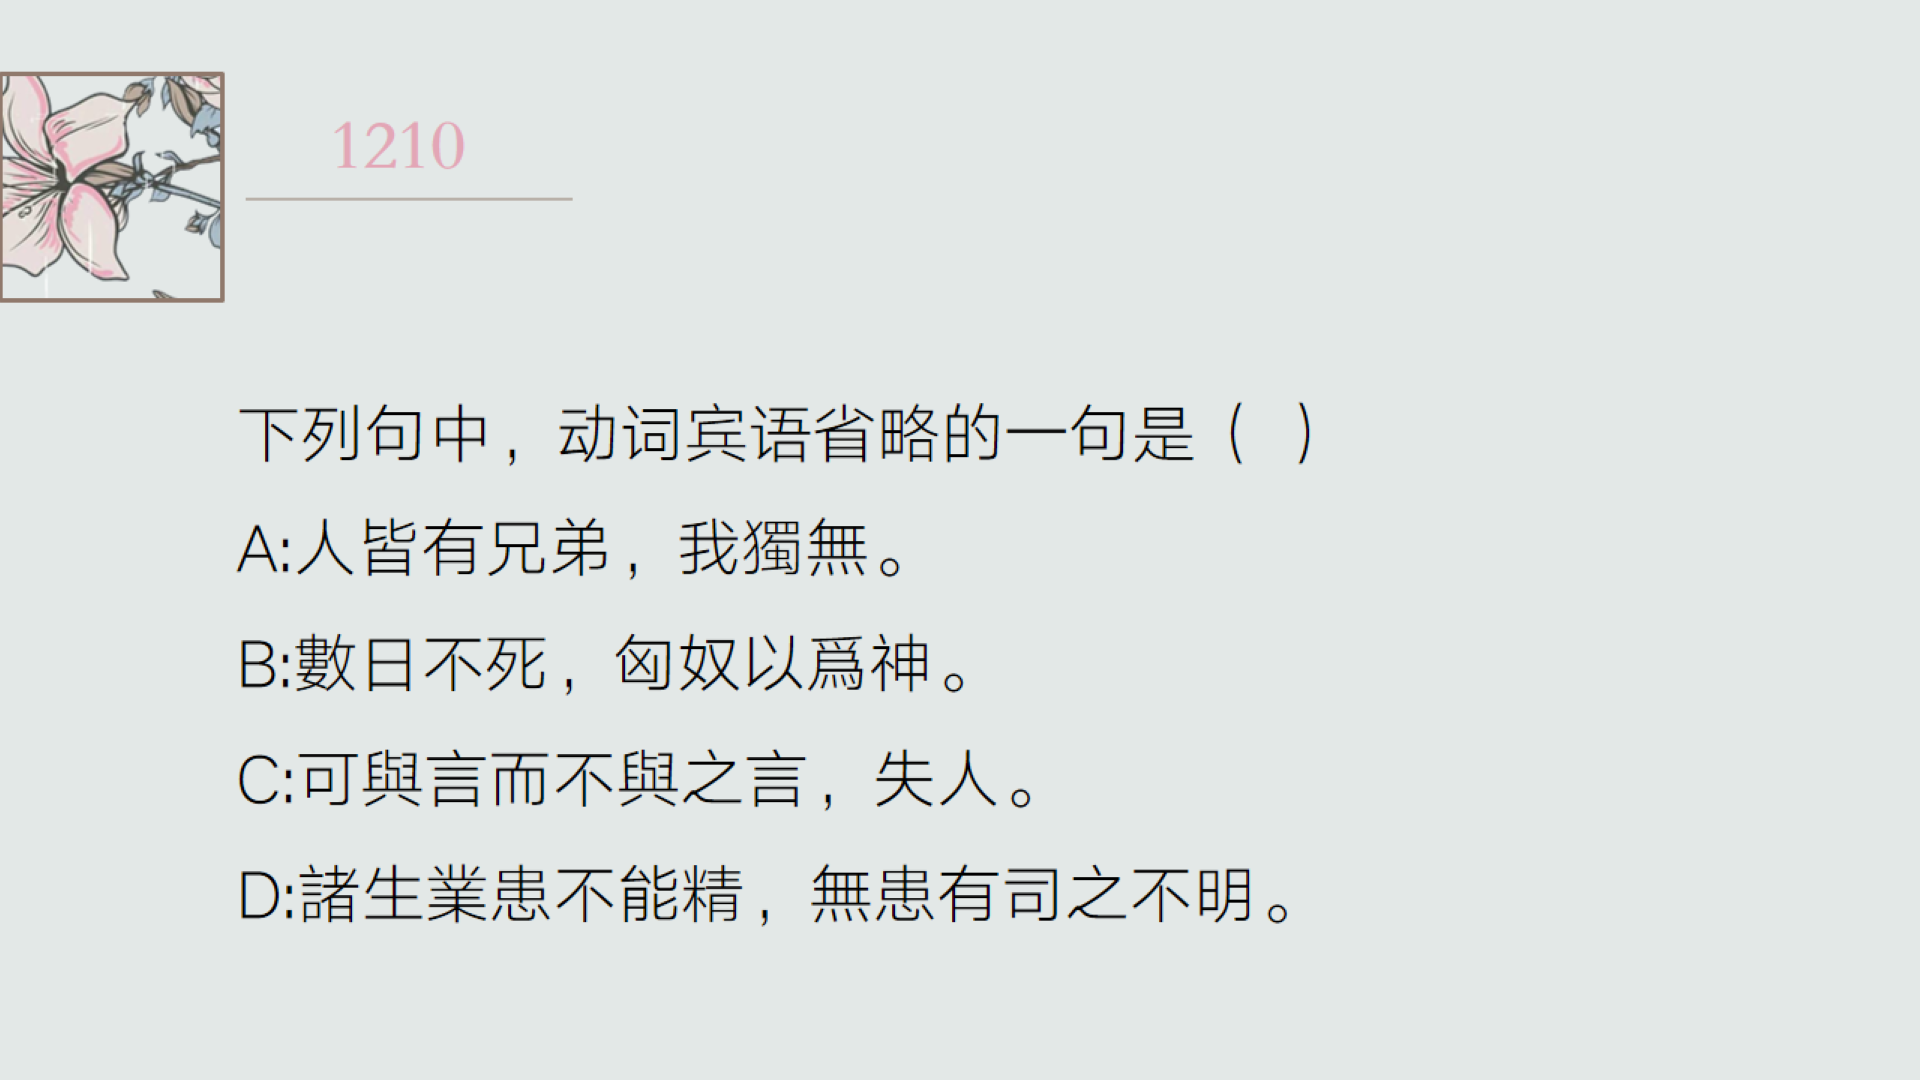 1210
下列句中，动词宾语省略的一句是（ ）
A:人皆有兄弟，我獨無。
B:數日不死，匈奴以爲神。
C:可與言而不與之言，失人。
D:諸生業患不能精，無患有司之不明。